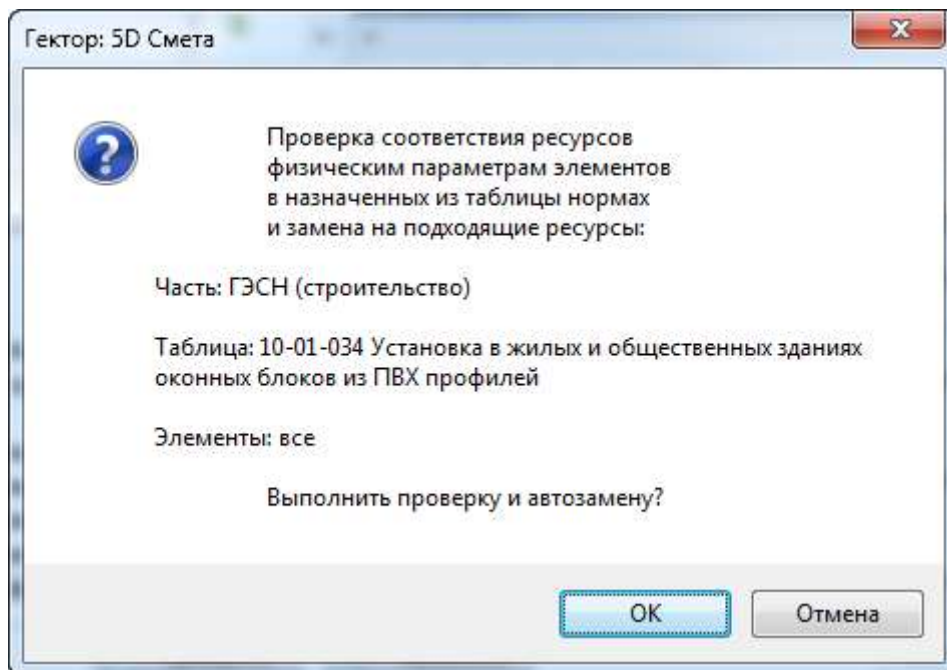 Гектор: 5D Смета
Проверка соответствия ресурсов
физическим параметрам элементов
в назначенных из таблицы нормах
и замена на подходящие ресурсы:
Часть: ГЭСН (строительство)
Таблица: 10-01-034 Установка в жилых и общественных зданиях
оконных блоков из ПВХ профилей
Элементы: все
Выполнить проверку и автозамену?
OK
Отмена